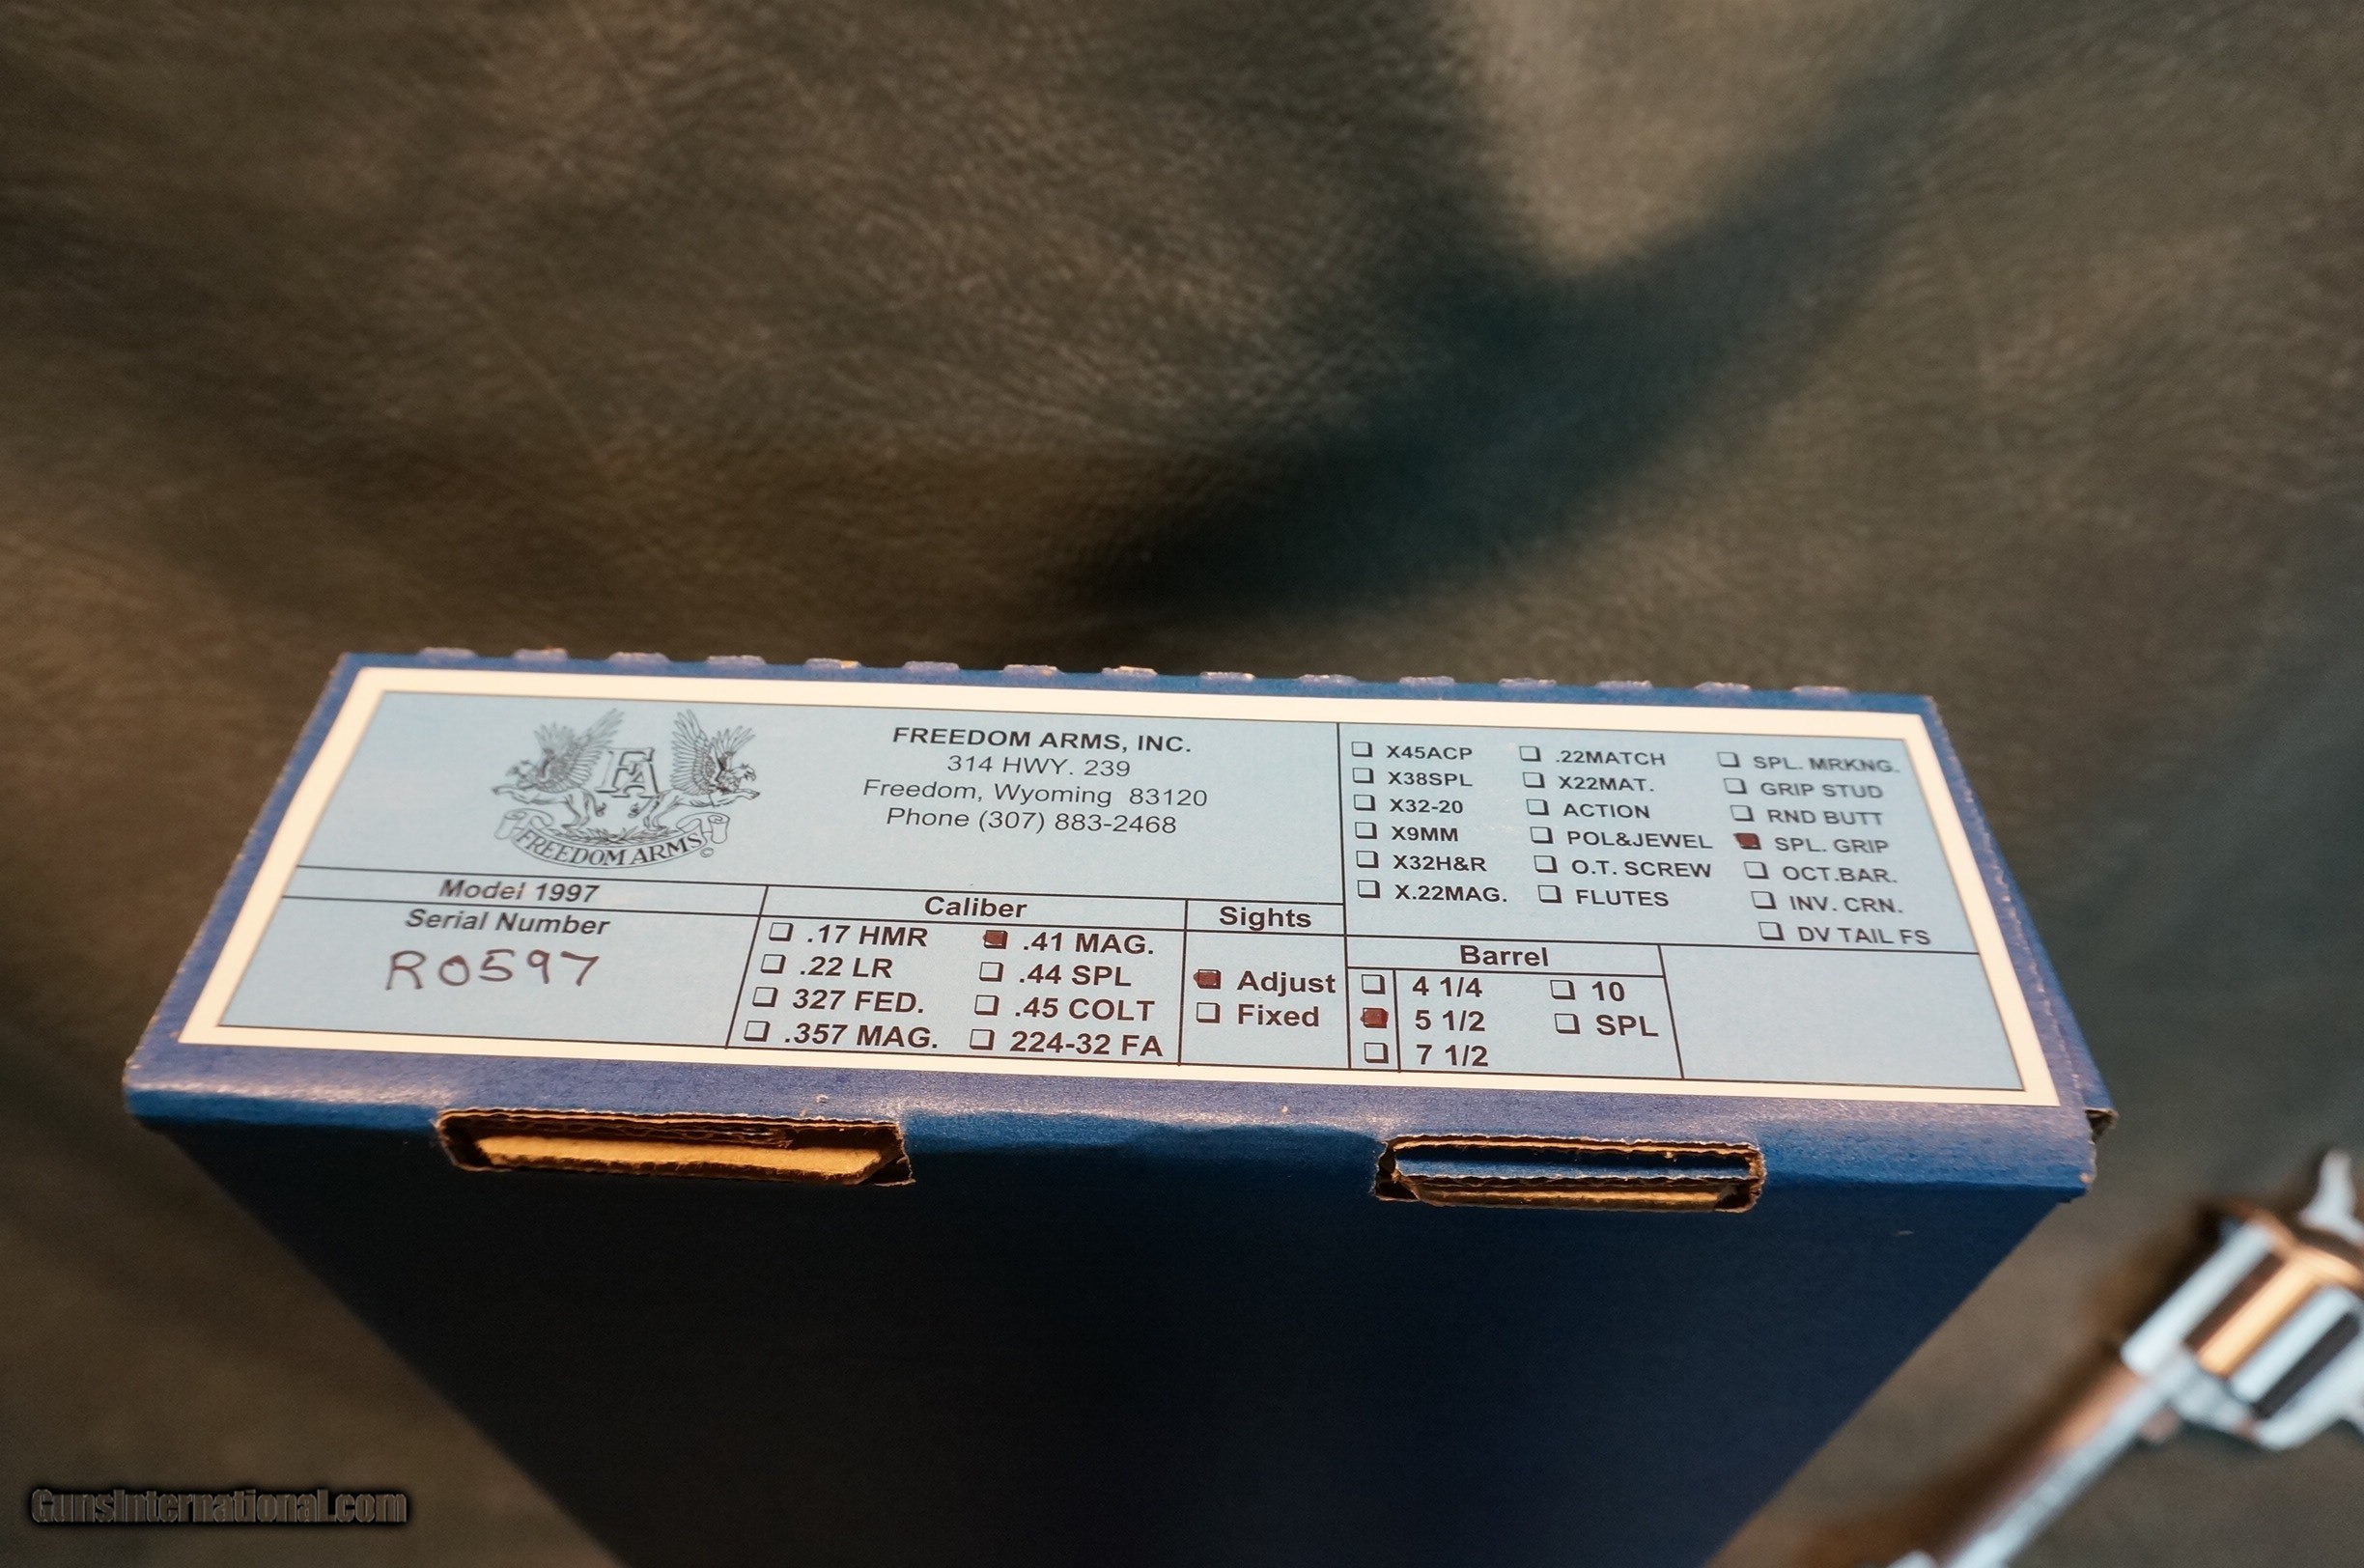 FA
FREEDOM ARMS©
FREEDOM ARMS, INC.
314 HWY. 239
Freedom, Wyoming 83120
Phone (307) 883-2468
Model 1997
Serial Number
R0597
Caliber
.17 HMR
.22 LR
327 FED.
.357 MAG.
.41 MAG.
.44 SPL
.45 COLT
224-32 FA
Sights
Adjust
Fixed
X45ACP
X38SPL
X32-20
X9MM
X32H&R
X.22MAG.
.22MATCH
X22MAT.
ACTION
POL&JEWEL
O.T. SCREW
FLUTES
SPL. MRKNG.
GRIP STUD
RND BUTT
SPL. GRIP
OCT.BAR.
INV. CRN.
DV TAIL FS
Barrel
4 1/4
5 1/2
7 1/2
10
SPL
GunsInternational.com